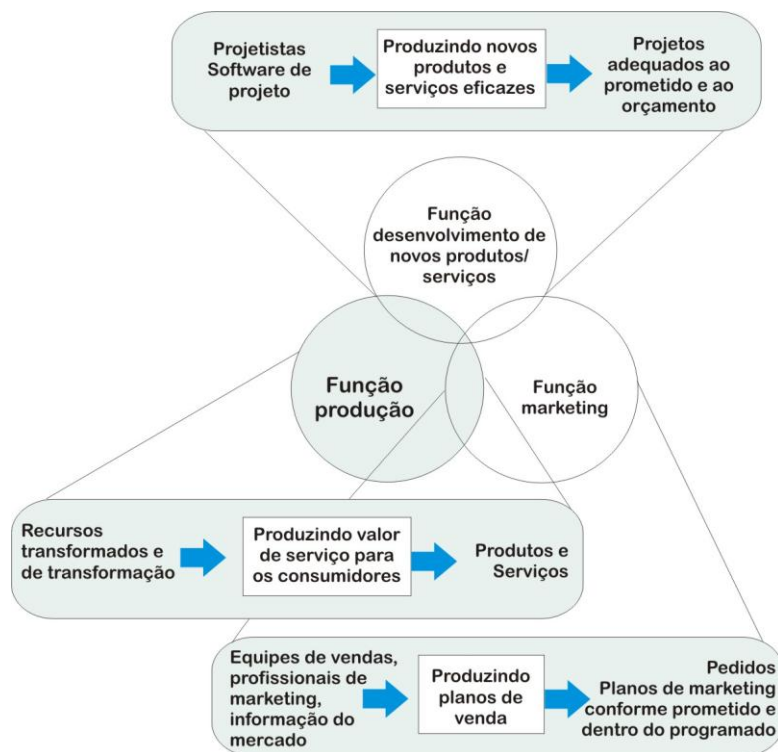 Projetistas
Software de
projeto
Produzindo novos
produtos e
serviços eficazes
Projetos
adequados ao
prometido e ao
orçamento
Função
desenvolvimento de
novos produtos/
serviços
Função
produção
Função
marketing
Recursos
transformados e
de transformação
Produzindo valor
de serviço para
os consumidores
Produtos e
Serviços
Equipes de vendas,
profissionais de
marketing,
informação do
mercado
Produzindo
planos de
venda
Pedidos
Planos de marketing
conforme prometido e
dentro do programado